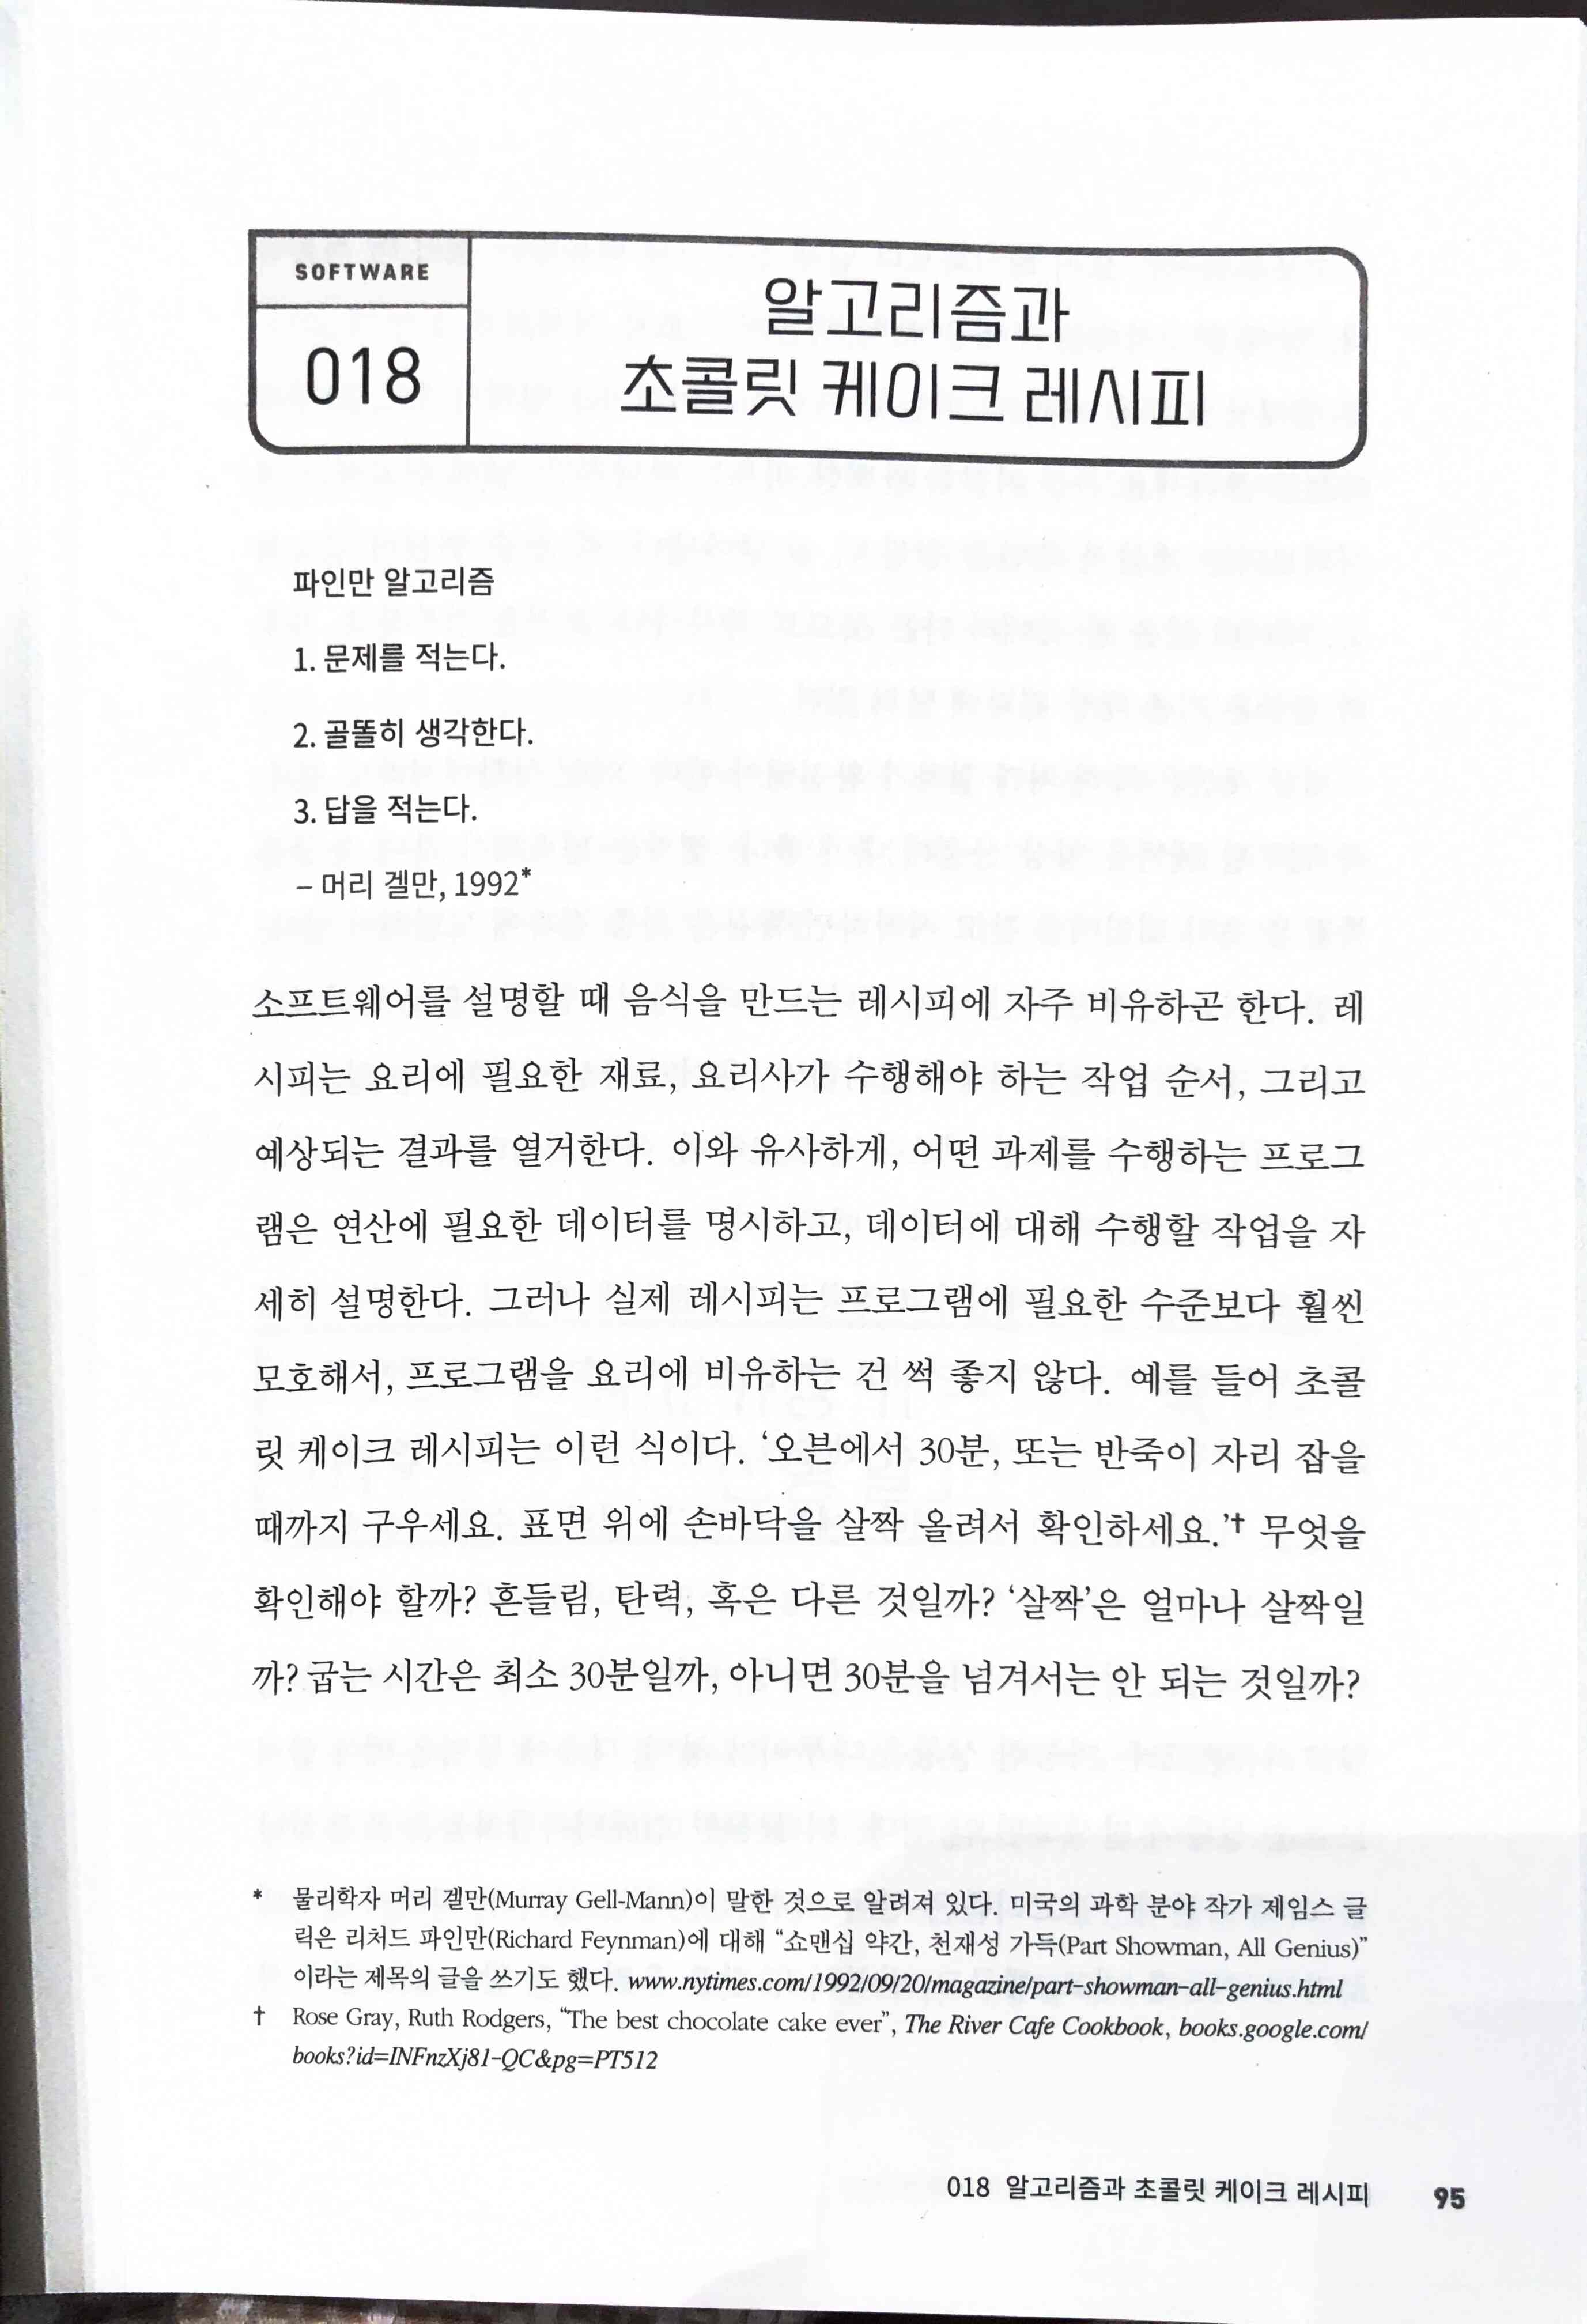 SOFTWARE
018
알고리즘과
초콜릿 케이크 레시피
파인만 알고리즘
1. 문제를 적는다.
2. 골똘히 생각한다.
3. 답을 적는다.
– 머리 겔만, 1992*
소프트웨어를 설명할 때 음식을 만드는 레시피에 자주 비유하곤 한다. 레
시피는 요리에 필요한 재료, 요리사가 수행해야 하는 작업 순서, 그리고
예상되는 결과를 열거한다. 이와 유사하게, 어떤 과제를 수행하는 프로그
램은 연산에 필요한 데이터를 명시하고, 데이터에 대해 수행할 작업을 자
세히 설명한다. 그러나 실제 레시피는 프로그램에 필요한 수준보다 훨씬
모호해서, 프로그램을 요리에 비유하는 건 썩 좋지 않다. 예를 들어 초콜
릿 케이크 레시피는 이런 식이다. ‘오븐에서 30분, 또는 반죽이 자리 잡을
때까지 구우세요. 표면 위에 손바닥을 살짝 올려서 확인하세요.’† 무엇을
확인해야 할까? 흔들림, 탄력, 혹은 다른 것일까? ‘살짝’은 얼마나 살짝일
까? 굽는 시간은 최소 30분일까, 아니면 30분을 넘겨서는 안 되는 것일까?
* 물리학자 머리 겔만(Murray Gell-Mann)이 말한 것으로 알려져 있다. 미국의 과학 분야 작가 제임스 글
릭은 리처드 파인만(Richard Feynman)에 대해 “쇼맨십 약간, 천재성 가득(Part Showman, All Genius)”
이라는 제목의 글을 쓰기도 했다. www.nytimes.com/1992/09/20/magazine/part-showman-all-genius.html
† Rose Gray, Ruth Rodgers, “The best chocolate cake ever”, The River Cafe Cookbook, books.google.com/
books?id=INFnzXj81-QC&pg=PT512
018 알고리즘과 초콜릿 케이크 레시피 95